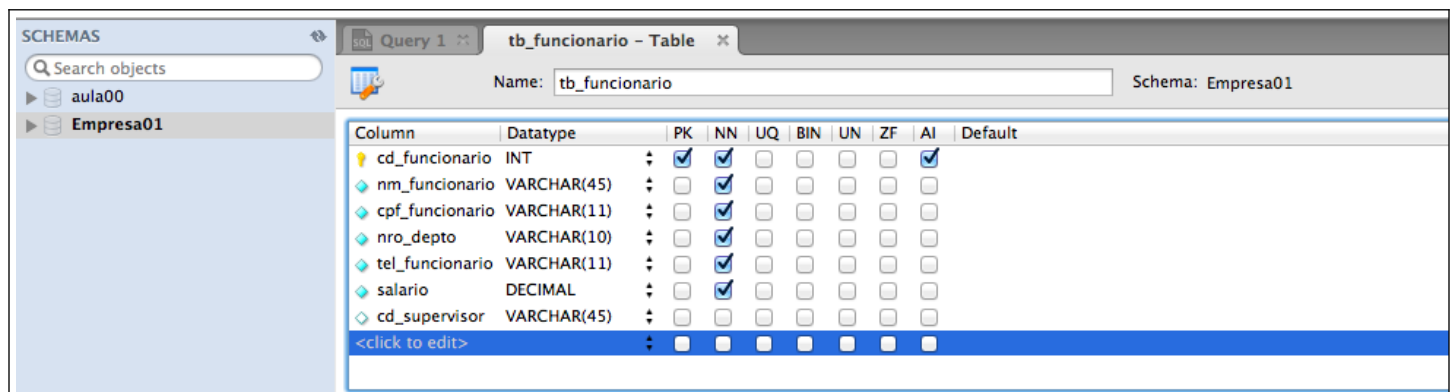 SCHEMAS
Search objects
aula00
Empresa01
SQL Query 1 tb_funcionario – Table
Name: tb_funcionario Schema: Empresa01
Column Datatype PK NN UQ BIN UN ZF AI Default
cd_funcionario INT
nm_funcionario VARCHAR(45)
cpf_funcionario VARCHAR(11)
nro_depto VARCHAR(10)
tel_funcionario VARCHAR(11)
salario DECIMAL
cd_supervisor VARCHAR(45)
<click to edit>